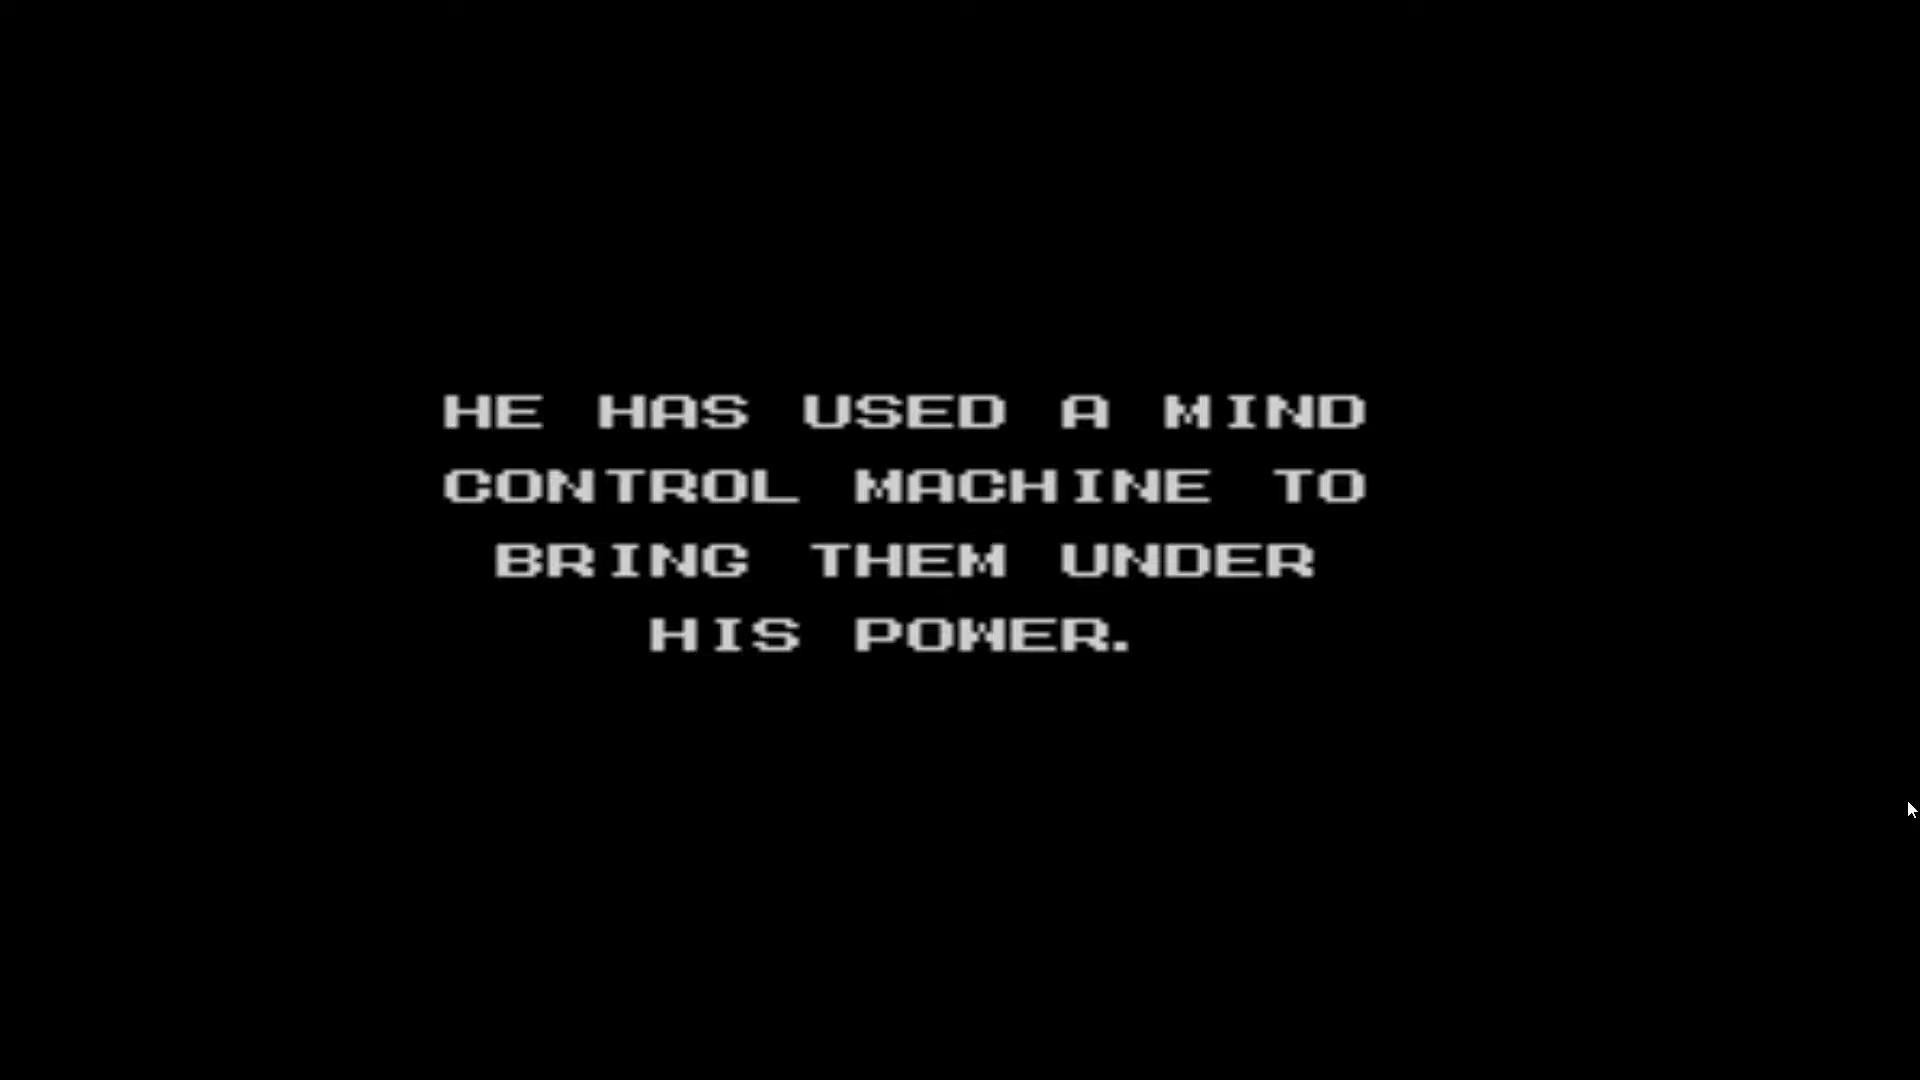 HE HAS USED A MIND
CONTROL MACHINE TO
BRING THEM UNDER
HIS POWER.